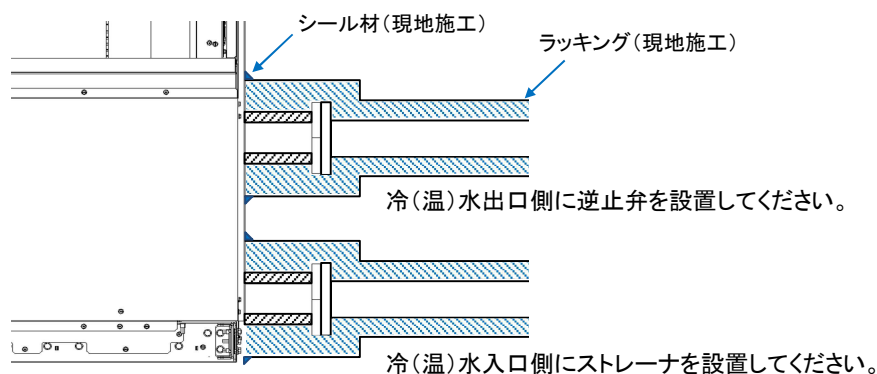 シール材（現地施工）
ラッキング（現地施工）
冷（温）水出口側に逆止弁を設置してください。
冷（温）水入口側にストレーナを設置してください。